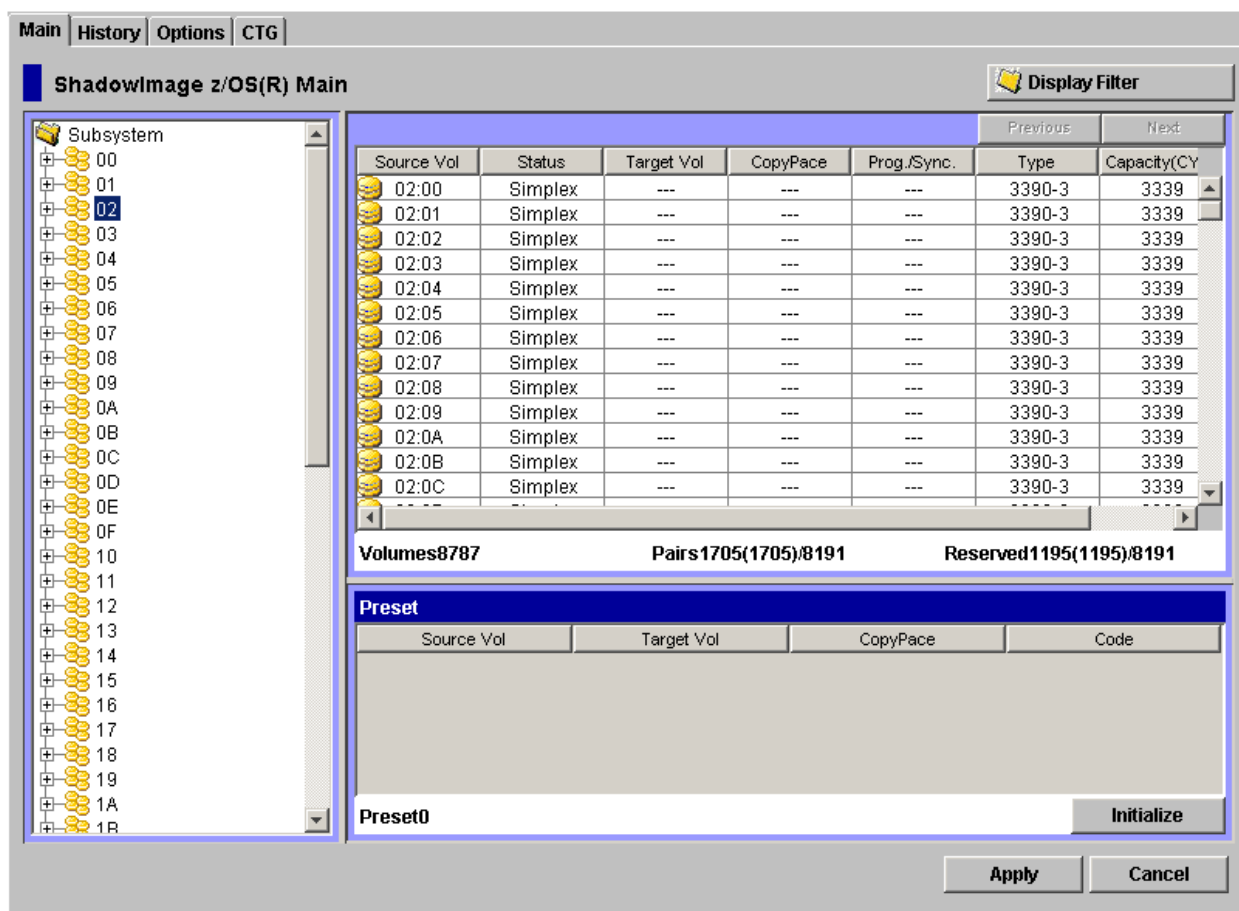 Main History Options CTG
ShadowImage z/OS(R) Main
Display Filter
Subsystem
00
01
02
03
04
05
06
07
08
09
0A
0B
0C
0D
0E
0F
10
11
12
13
14
15
16
17
18
19
1A
1B
Previous Next
Source Vol Status Target Vol CopyPace Prog./Sync. Type Capacity(CY
02:00 Simplex --- --- --- 3390-3 3339
02:01 Simplex --- --- --- 3390-3 3339
02:02 Simplex --- --- --- 3390-3 3339
02:03 Simplex --- --- --- 3390-3 3339
02:04 Simplex --- --- --- 3390-3 3339
02:05 Simplex --- --- --- 3390-3 3339
02:06 Simplex --- --- --- 3390-3 3339
02:07 Simplex --- --- --- 3390-3 3339
02:08 Simplex --- --- --- 3390-3 3339
02:09 Simplex --- --- --- 3390-3 3339
02:0A Simplex --- --- --- 3390-3 3339
02:0B Simplex --- --- --- 3390-3 3339
02:0C Simplex --- --- --- 3390-3 3339
Volumes8787 Pairs1705(1705)/8191 Reserved1195(1195)/8191
Preset
Source Vol Target Vol CopyPace Code
Preset0 Initialize
Apply Cancel